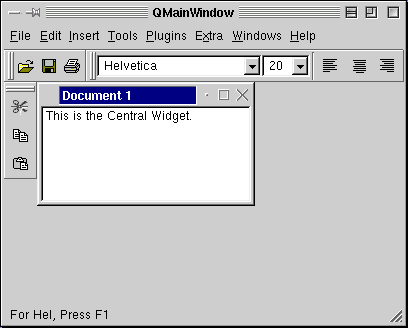 QMainWindow
File Edit Insert Tools Plugins Extra Windows Help
Helvetica 20
Document 1
This is the Central Widget.
For Hel, Press F1